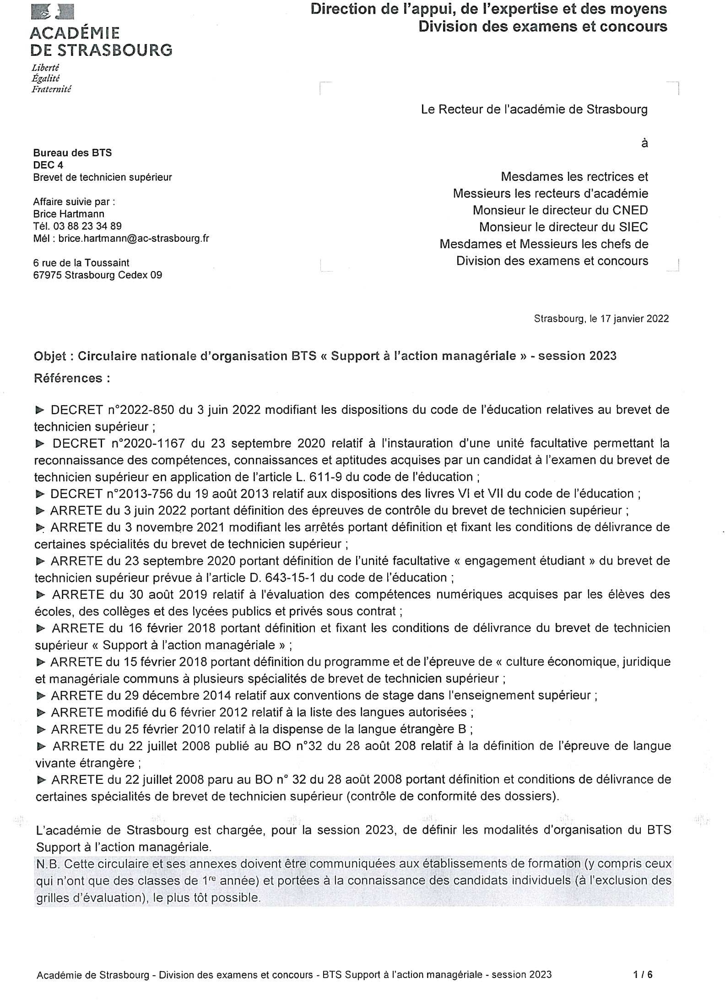 Direction de l'appui, de l'expertise et des moyens
Division des examens et concours
ACADÉMIE
DE STRASBOURG
Liberté
Égalité
Fraternité
Le Recteur de l'académie de Strasbourg
à
Mesdames les rectrices et
Messieurs les recteurs d'académie
Monsieur le directeur du CNED
Monsieur le directeur du SIEC
Mesdames et Messieurs les chefs de
Division des examens et concours
Bureau des BTS
DEC 4
Brevet de technicien supérieur
Affaire suivie par :
Brice Hartmann
Tél. 03 88 23 34 89
Mél : brice.hartmann@ac-strasbourg.fr
6 rue de la Toussaint
67975 Strasbourg Cedex 09
Strasbourg, le 17 janvier 2022
Objet : Circulaire nationale d'organisation BTS « Support à l'action managériale » - session 2023
Références :
► DECRET n°2022-850 du 3 juin 2022 modifiant les dispositions du code de l'éducation relatives au brevet de
technicien supérieur ;
► DECRET n°2020-1167 du 23 septembre 2020 relatif à l'instauration d'une unité facultative permettant la
reconnaissance des compétences, connaissances et aptitudes acquises par un candidat à l'examen du brevet de
technicien supérieur en application de l'article L. 611-9 du code de l'éducation ;
► DECRET n°2013-756 du 19 août 2013 relatif aux dispositions des livres VI et VII du code de l'éducation ;
► ARRETE du 3 juin 2022 portant définition des épreuves de contrôle du brevet de technicien supérieur ;
► ARRETE du 3 novembre 2021 modifiant les arrêtés portant définition et fixant les conditions de délivrance de
certaines spécialités du brevet de technicien supérieur ;
► ARRETE du 23 septembre 2020 portant définition de l'unité facultative « engagement étudiant » du brevet de
technicien supérieur prévue à l'article D. 643-15-1 du code de l'éducation ;
► ARRETE du 30 août 2019 relatif à l'évaluation des compétences numériques acquises par les élèves des
écoles, des collèges et des lycées publics et privés sous contrat ;
► ARRETE du 16 février 2018 portant définition et fixant les conditions de délivrance du brevet de technicien
supérieur « Support à l'action managériale » ;
► ARRETE du 15 février 2018 portant définition du programme et de l'épreuve de « culture économique, juridique
et managériale communs à plusieurs spécialités de brevet de technicien supérieur ;
► ARRETE du 29 décembre 2014 relatif aux conventions de stage dans l'enseignement supérieur ;
► ARRETE modifié du 6 février 2012 relatif à la liste des langues autorisées ;
► ARRETE du 25 février 2010 relatif à la dispense de la langue étrangère B ;
► ARRETE du 22 juillet 2008 publié au BO n°32 du 28 août 208 relatif à la définition de l'épreuve de langue
vivante étrangère ;
► ARRETE du 22 juillet 2008 paru au BO n° 32 du 28 août 2008 portant définition et conditions de délivrance de
certaines spécialités de brevet de technicien supérieur (contrôle de conformité des dossiers).
L'académie de Strasbourg est chargée, pour la session 2023, de définir les modalités d'organisation du BTS
Support à l'action managériale.
N.B. Cette circulaire et ses annexes doivent être communiquées aux établissements de formation (y compris ceux
qui n'ont que des classes de 1re année) et portées à la connaissance des candidats individuels (à l'exclusion des
grilles d'évaluation), le plus tôt possible.
Académie de Strasbourg - Division des examens et concours - BTS Support à l'action managériale - session 2023 1 / 6